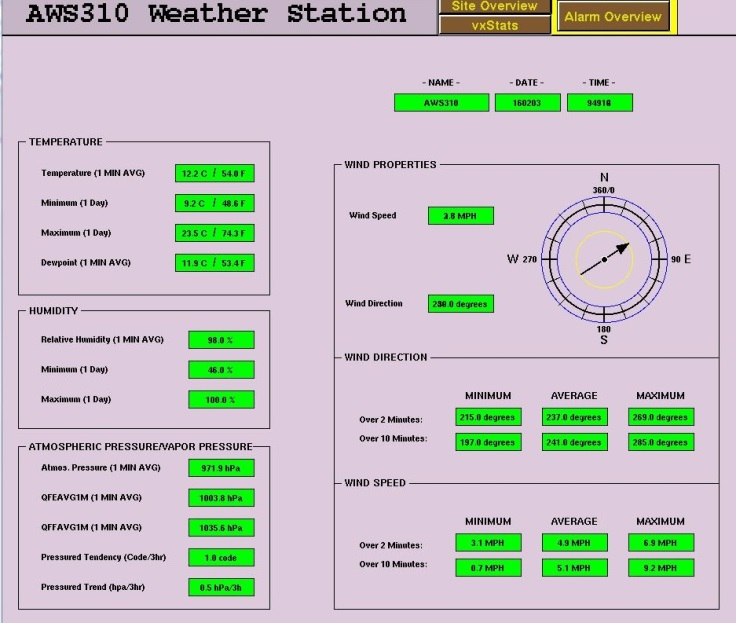 AWS310 Weather Station
Site Overview
vxStats
Alarm Overview
- NAME - - DATE - - TIME -
AWS310 160203 94916
TEMPERATURE
Temperature (1 MIN AVG) 12.2 C / 54.0 F
Minimum (1 Day) 9.2 C / 48.6 F
Maximum (1 Day) 23.5 C / 74.3 F
Dewpoint (1 MIN AVG) 11.9 C / 53.4 F
HUMIDITY
Relative Humidity (1 MIN AVG) 98.0 %
Minimum (1 Day) 46.0 %
Maximum (1 Day) 100.0 %
ATMOSPHERIC PRESSURE/VAPOR PRESSURE
Atmos. Pressure (1 MIN AVG) 971.9 hPa
QFEAVG1M (1 MIN AVG) 1003.8 hPa
QFFAVG1M (1 MIN AVG) 1035.6 hPa
Pressured Tendency (Code/3hr) 1.0 code
Pressured Trend (hpa/3hr) 0.5 hPa/3h
WIND PROPERTIES
Wind Speed MPH
N
360/0
W 270
90 E
180
S
Wind Direction degrees
WIND DIRECTION
MINIMUM AVERAGE MAXIMUM
Over 2 Minutes: 215.0 degrees 237.0 degrees 269.0 degrees
Over 10 Minutes: 197.0 degrees 241.0 degrees 285.0 degrees
WIND SPEED
MINIMUM AVERAGE MAXIMUM
Over 2 Minutes: 3.1 MPH 4.9 MPH 6.9 MPH
Over 10 Minutes: 0.7 MPH 5.1 MPH 9.2 MPH